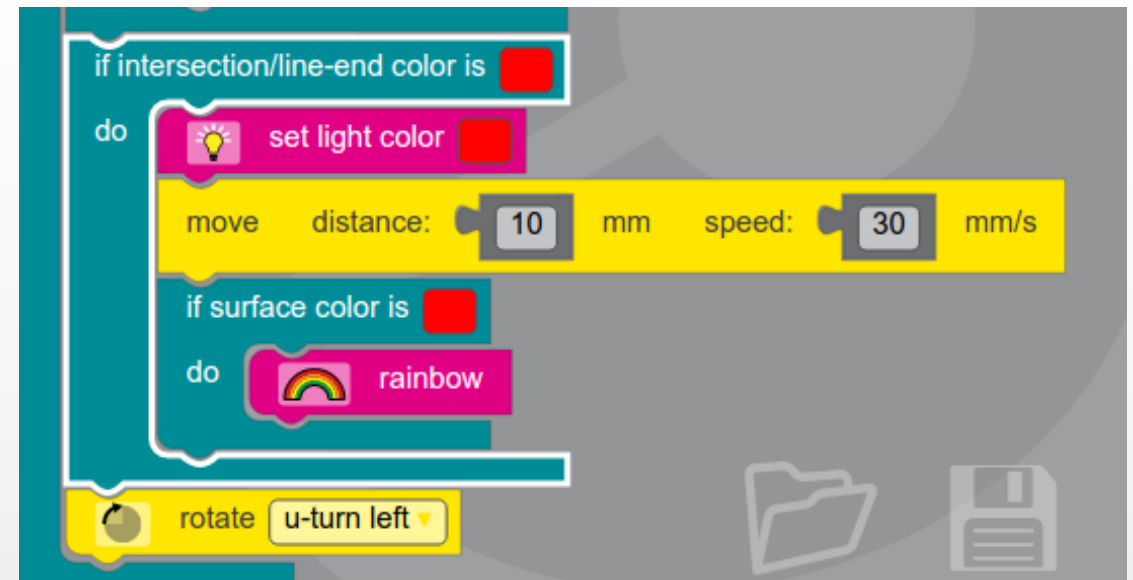 if intersection/line-end color is
do
set light color
move distance: 10 mm speed: 30 mm/s
if surface color is
do
rainbow
rotate u-turn left